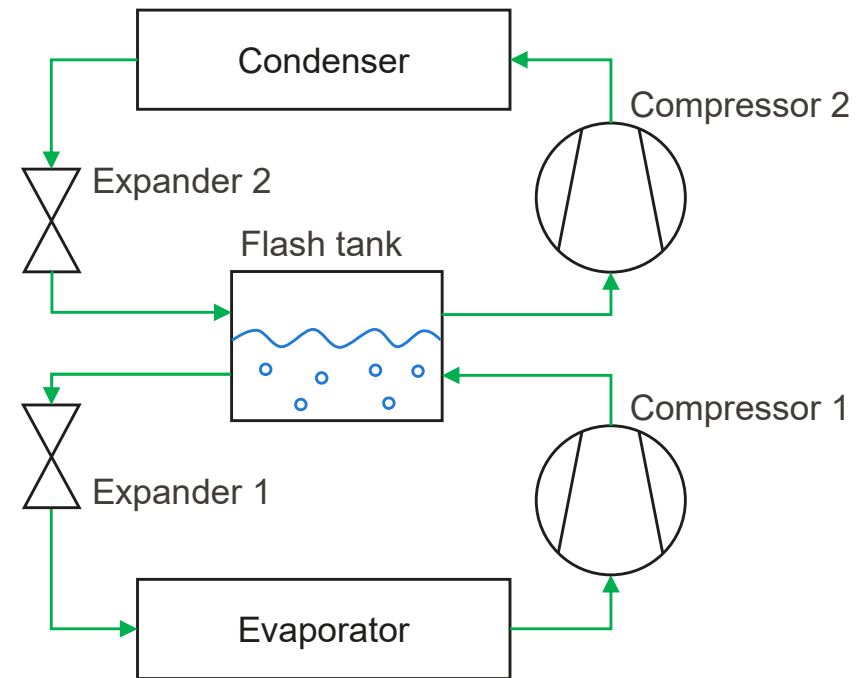 Condenser
Compressor 2
Expander 2
Flash tank
Compressor 1
Expander 1
Evaporator